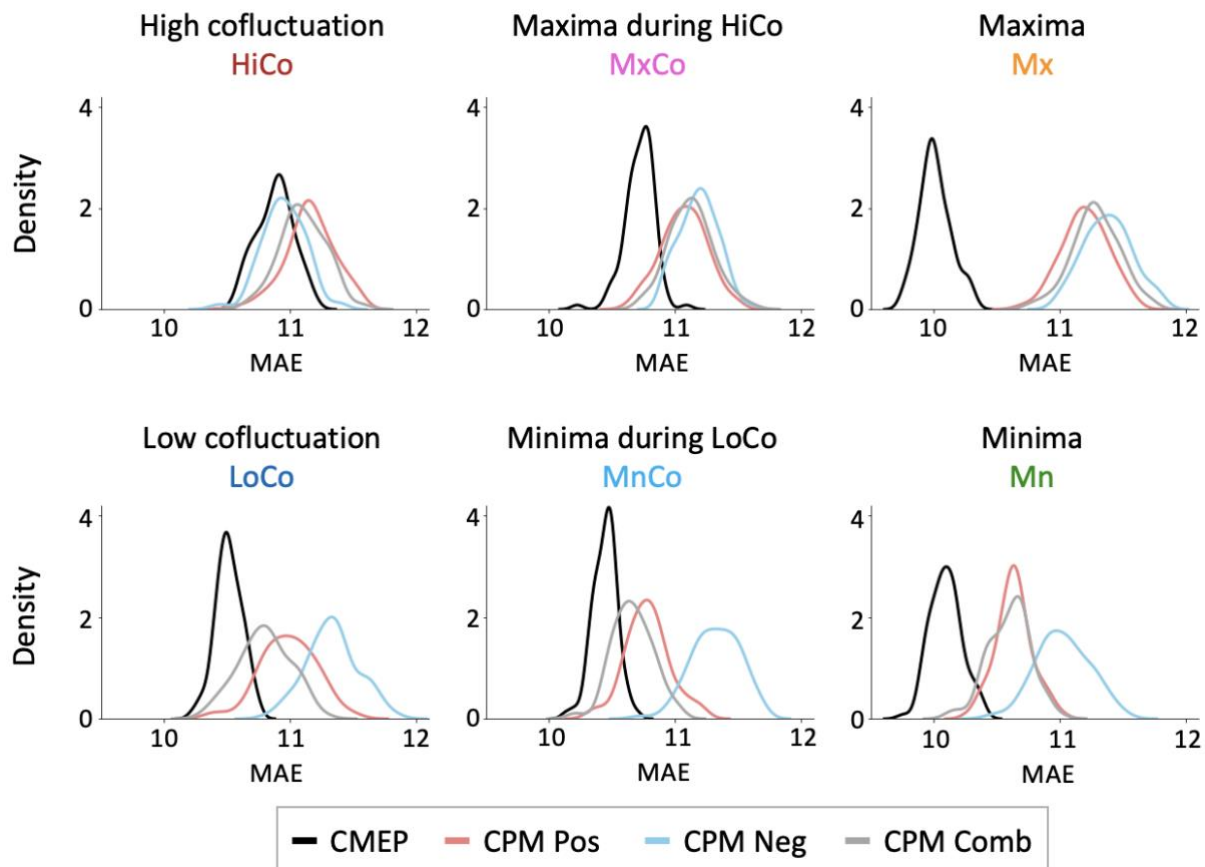 High cofluctuation
HiCo
Maxima during HiCo
MxCo
Maxima
Mx
Density
4
2
0
10 11 12
MAE
4
2
0
10 11 12
MAE
4
2
0
10 11 12
MAE
Low cofluctuation
LoCo
Minima during LoCo
MnCo
Minima
Mn
Density
4
2
0
10 11 12
MAE
4
2
0
10 11 12
MAE
4
2
0
10 11 12
MAE
CMEP CPM Pos CPM Neg CPM Comb